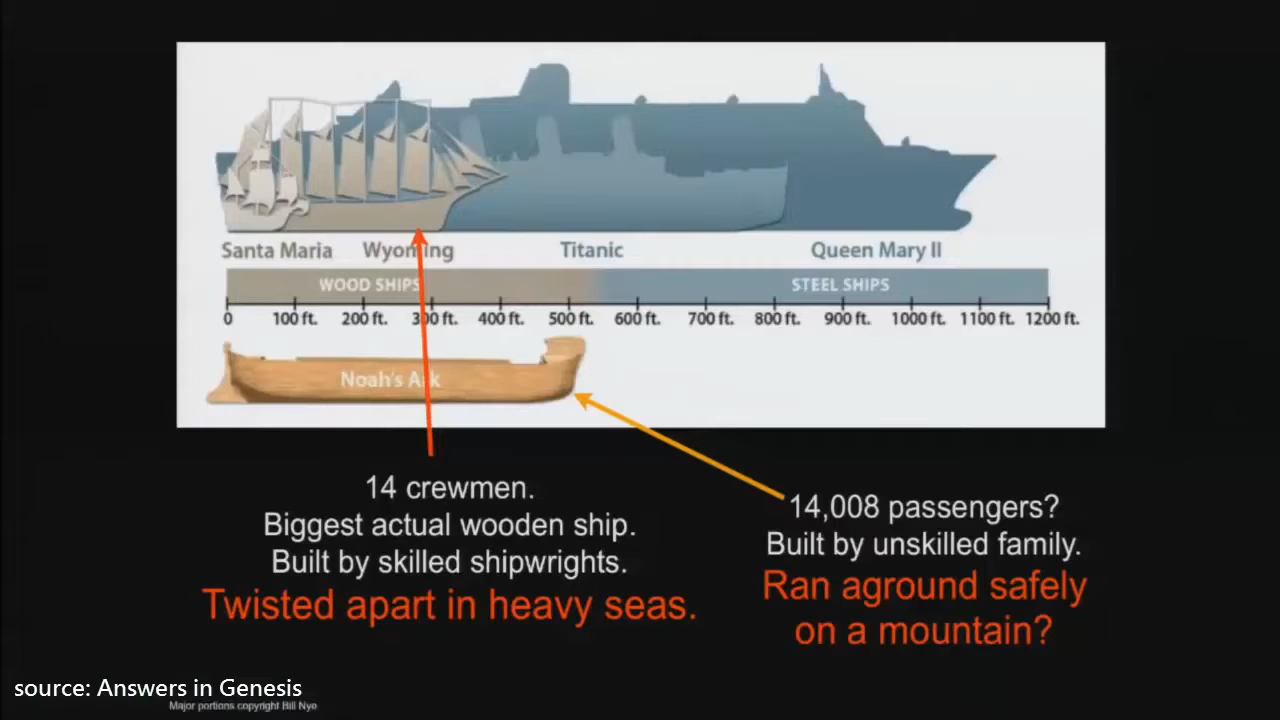 Santa Maria Wyoming Titanic Queen Mary II
WOOD SHIPS STEEL SHIPS
0 100 ft. 200 ft. 300 ft. 400 ft. 500 ft. 600 ft. 700 ft. 800 ft. 900 ft. 1000 ft. 1100 ft. 1200 ft.
Noah's Ark
14 crewmen.
Biggest actual wooden ship.
Built by skilled shipwrights.
Twisted apart in heavy seas.
14,008 passengers?
Built by unskilled family.
Ran aground safely
on a mountain?
source: Answers in Genesis
Major portions copyright Bill Nye